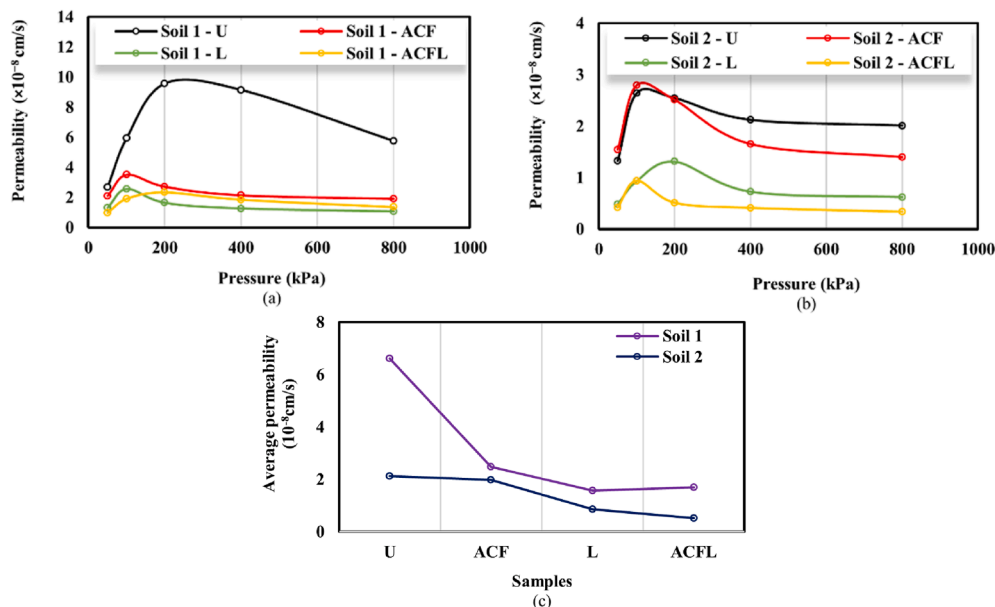 (a)
14
12
10
8
6
4
2
0
Permeability (×10⁻⁸ cm/s)
Soil 1 - U
Soil 1 - ACF
Soil 1 - L
Soil 1 - ACFL
0 200 400 600 800 1000
Pressure (kPa)
(a)
4
3
2
1
0
Permeability (×10⁻⁸ cm/s)
Soil 2 - U
Soil 2 - ACF
Soil 2 - L
Soil 2 - ACFL
0 200 400 600 800 1000
Pressure (kPa)
(b)
8
6
4
2
0
Average permeability
(10⁻⁸cm/s)
Soil 1
Soil 2
U ACF L ACFL
Samples
(c)